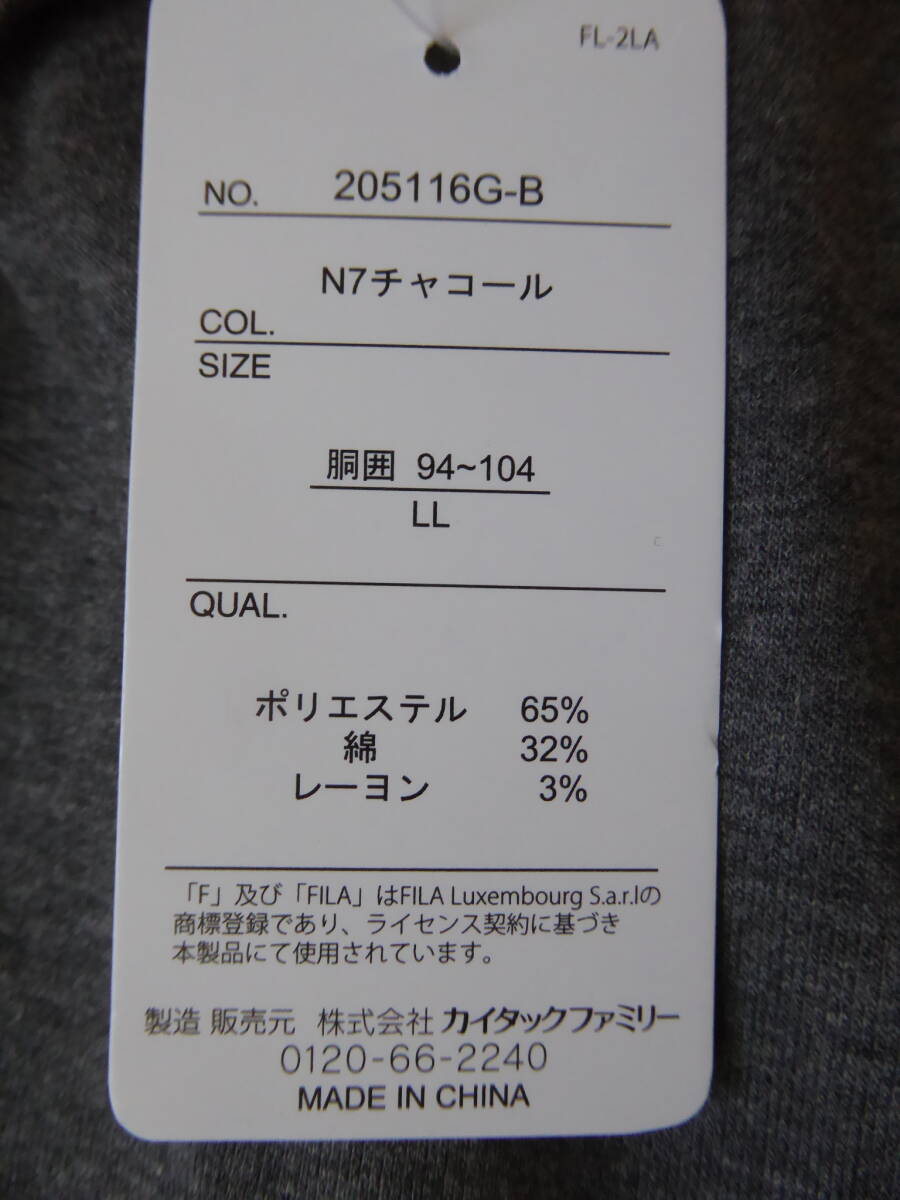 FL-2LA
NO. 205116G-B
N7チャコール
COL.
SIZE
胴囲 94~104
LL
QUAL.
ポリエステル 65%
綿 32%
レーヨン 3%
「F」及び「FILA」はFILA Luxembourg S.a.r.lの
商標登録であり、ライセンス契約に基づき
本製品にて使用されています。
製造 販売元 株式会社 カイタックファミリー
0120-66-2240
MADE IN CHINA